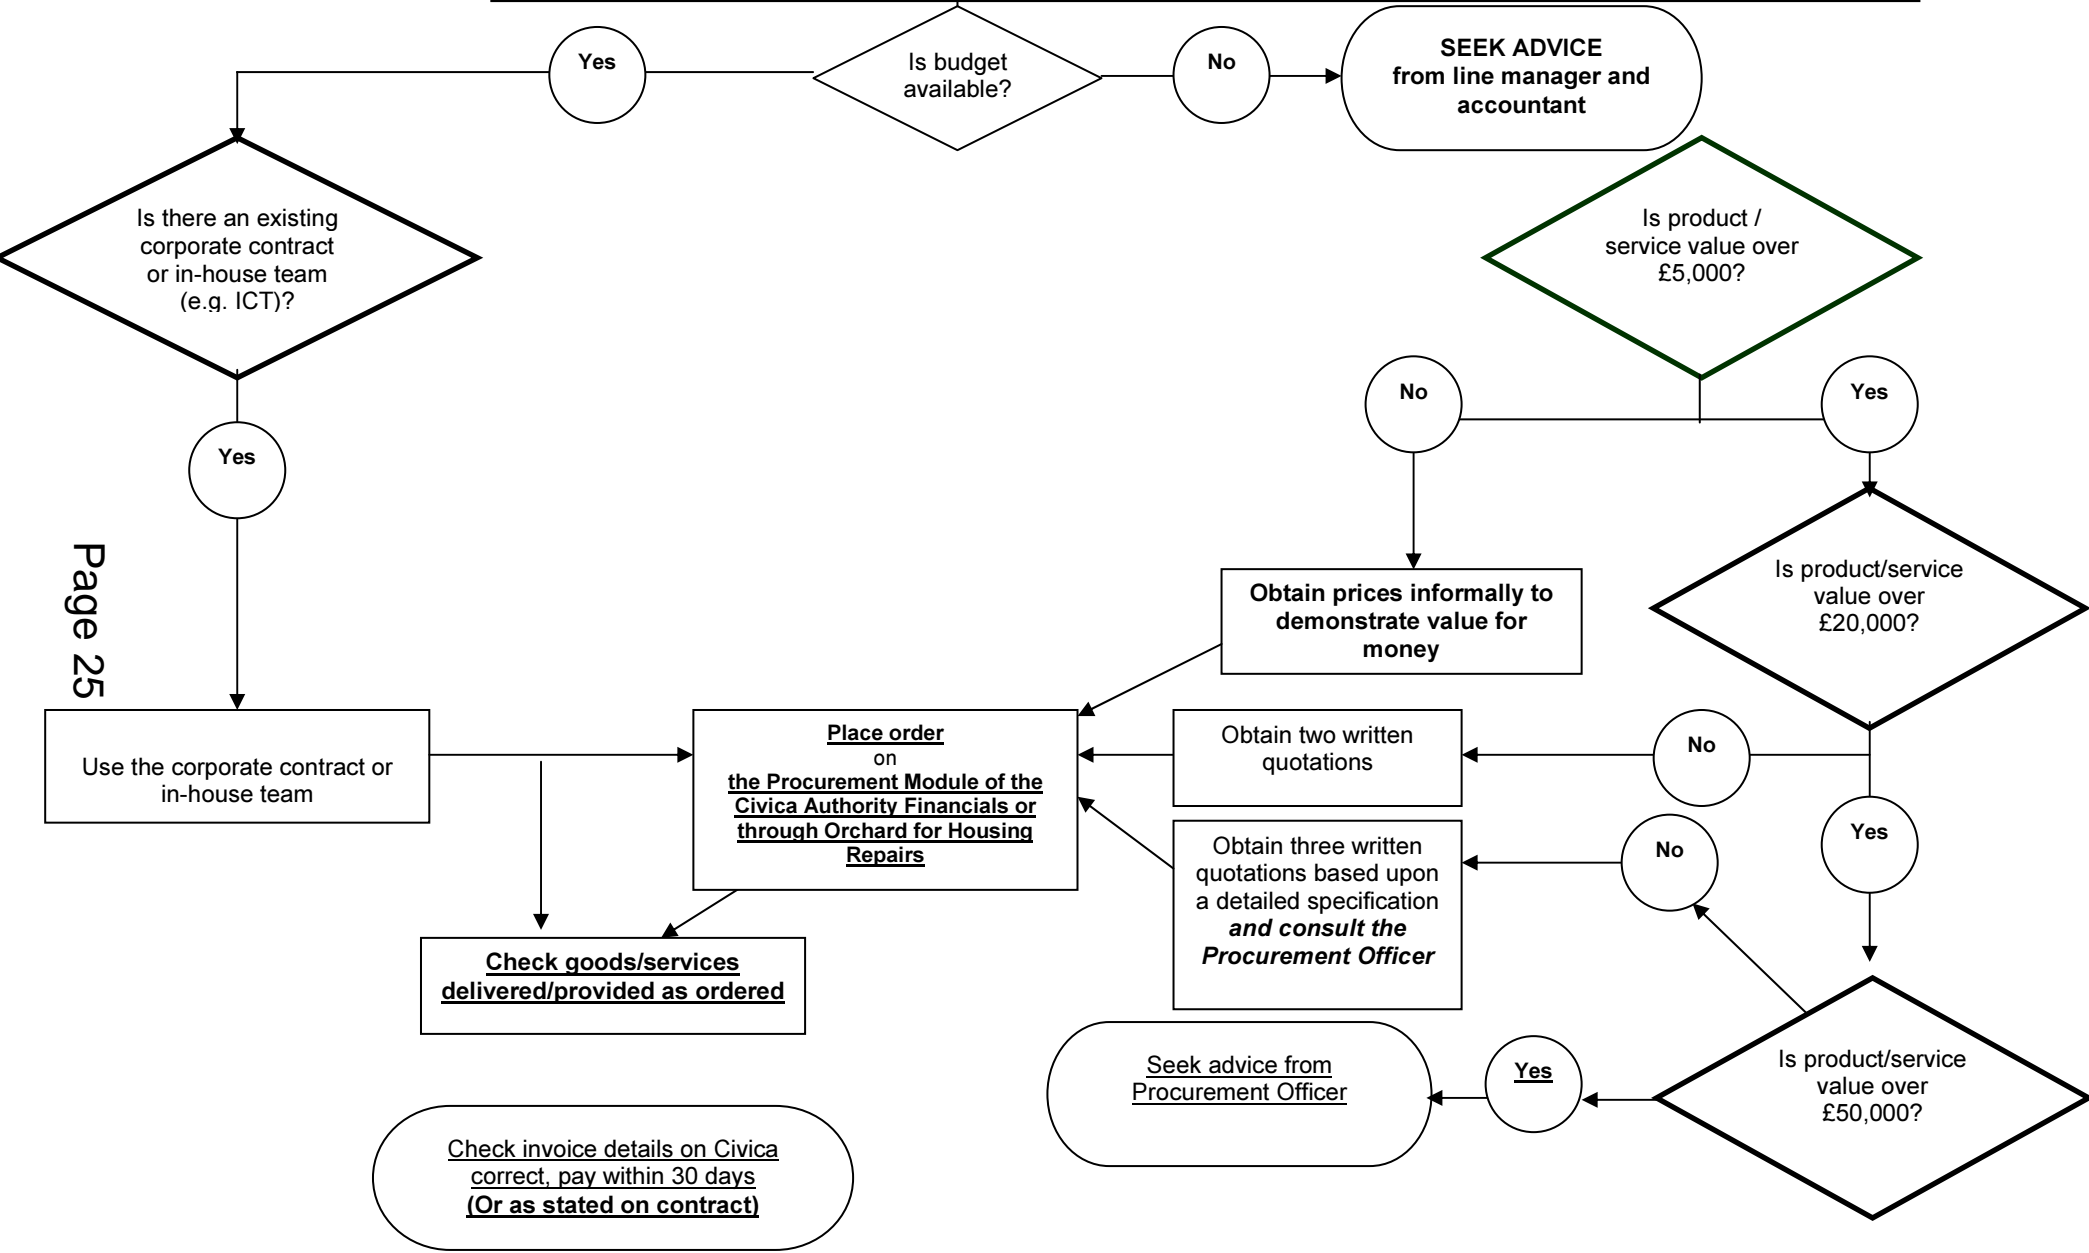 Yes
Is budget
available?
No
SEEK ADVICE
from line manager and
accountant
Is there an existing
corporate contract
or in-house team
(e.g. ICT)?
Is product /
service value over
£5,000?
No
Yes
Yes
Page 25
Is product/service
value over
£20,000?
Obtain prices informally to
demonstrate value for
money
Use the corporate contract or
in-house team
Place order
on
the Procurement Module of the
Civica Authority Financials or
through Orchard for Housing
Repairs
Obtain two written
quotations
No
Yes
Obtain three written
quotations based upon
a detailed specification
and consult the
Procurement Officer
No
Check goods/services
delivered/provided as ordered
Seek advice from
Procurement Officer
Yes
Is product/service
value over
£50,000?
Check invoice details on Civica
correct, pay within 30 days
(Or as stated on contract)